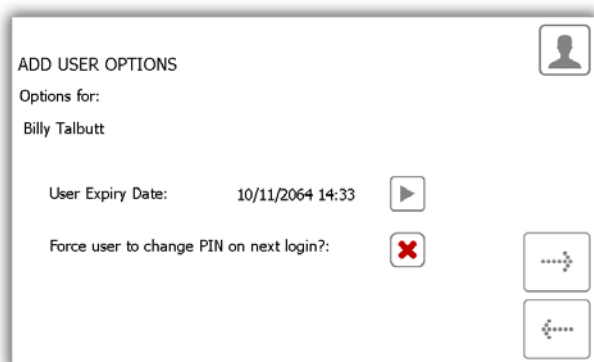 ADD USER OPTIONS
Options for:
Billy Talbutt
User Expiry Date: 10/11/2064 14:33
Force user to change PIN on next login?: